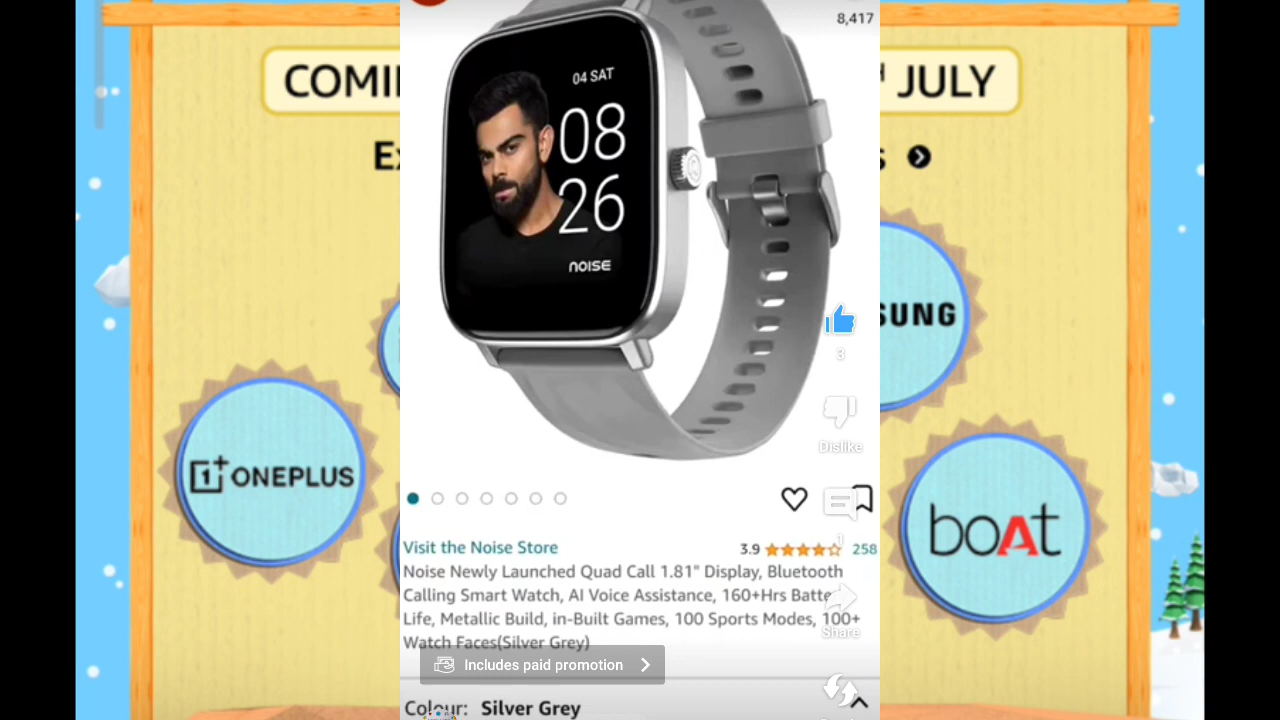 8,417
COMI
JULY
04 SAT
08
26
NOISE
SUNG
1+ ONEPLUS
3
Dislike
boAt
1
Visit the Noise Store
3.9
258
Noise Newly Launched Quad Call 1.81" Display, Bluetooth
Calling Smart Watch, AI Voice Assistance, 160+Hrs Batte
Life, Metallic Build, in-Built Games, 100 Sports Modes, 100+
Watch Faces(Silver Grey)
Share
Includes paid promotion
Colour: Silver Grey